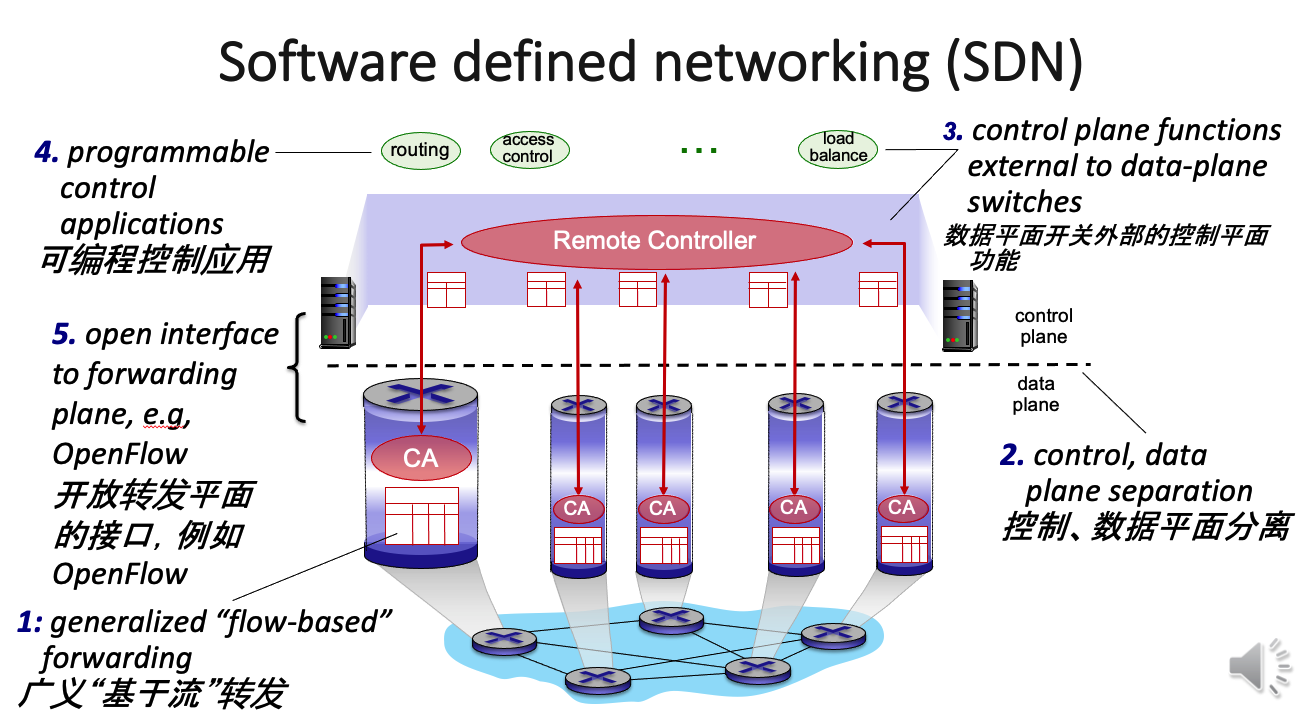 Software defined networking (SDN)
4. programmable
control
applications
可编程控制应用
routing
access
control
...
load
balance
3. control plane functions
external to data-plane
switches
数据平面开关外部的控制平面
功能
Remote Controller
5. open interface
to forwarding
plane, e.g,
OpenFlow
开放转发平面
的接口，例如
OpenFlow
control
plane
data
plane
CA
CA
CA
CA
CA
2. control, data
plane separation
控制、数据平面分离
1: generalized “flow-based”
forwarding
广义“基于流”转发